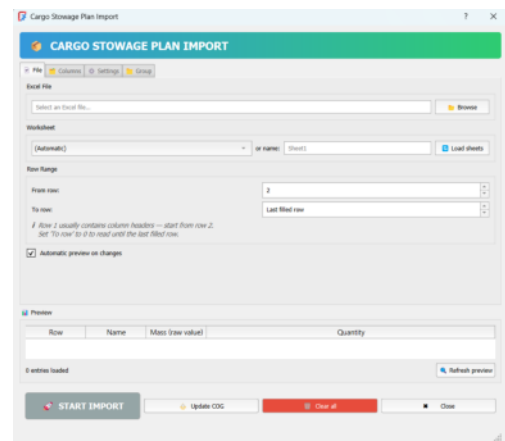 Cargo Stowage Plan Import
CARGO STOWAGE PLAN IMPORT
File Columns Settings Group
Excel File
Select an Excel file...
Browse
Worksheet
(Automatic)
or name:
Sheet1
Load sheets
Row Range
From row:
2
To row:
Last filled row
i Row 1 usually contains column headers — start from row 2.
Set 'To row' to 0 to read until the last filled row.
Automatic preview on changes
Preview
Row Name Mass (raw value) Quantity
0 entries loaded
Refresh preview
START IMPORT
Update COG
Clear all
Close